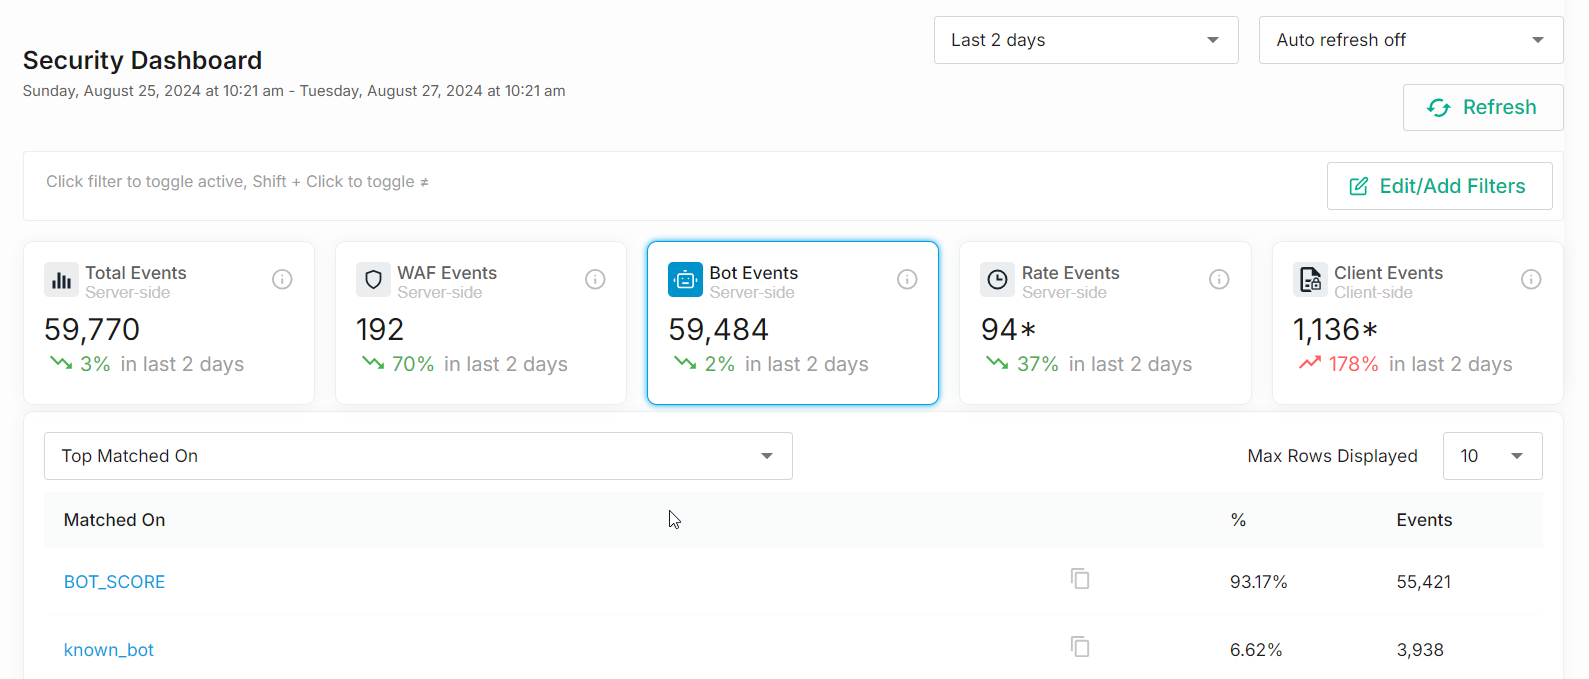 Security Dashboard
Sunday, August 25, 2024 at 10:21 am - Tuesday, August 27, 2024 at 10:21 am
Last 2 days
Auto refresh off
Refresh
Click filter to toggle active, Shift + Click to toggle ≠
Edit/Add Filters
Total Events
Server-side
59,770
3% in last 2 days
WAF Events
Server-side
192
70% in last 2 days
Bot Events
Server-side
59,484
2% in last 2 days
Rate Events
Server-side
94*
37% in last 2 days
Client Events
Client-side
1,136*
178% in last 2 days
Top Matched On
Max Rows Displayed 10
Matched On % Events
BOT_SCORE 93.17% 55,421
known_bot 6.62% 3,938